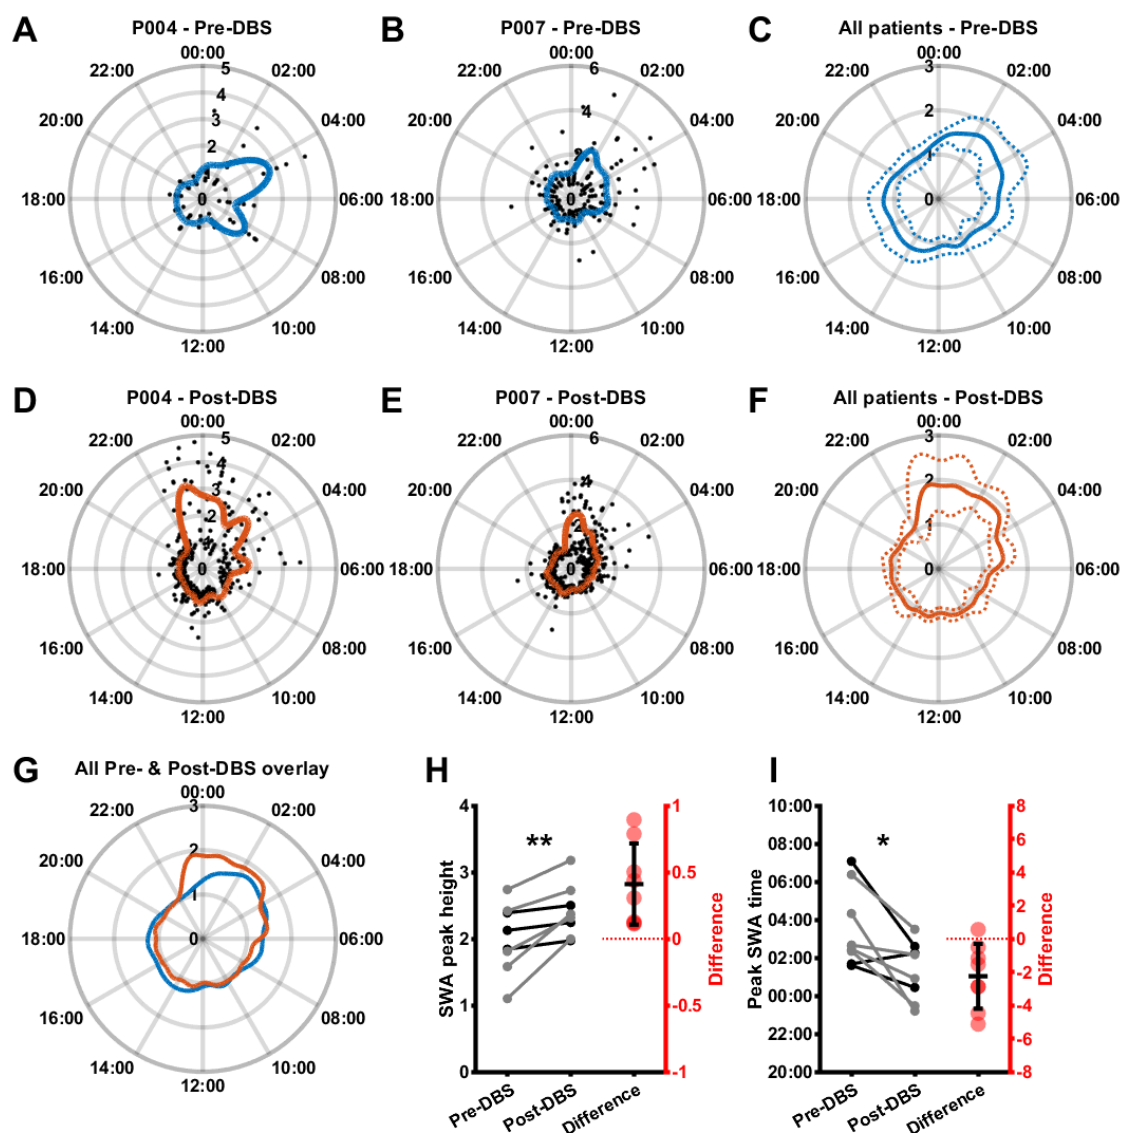 A
P004 - Pre-DBS
00:00
22:00 5 02:00
4
20:00 3 04:00
2
18:00 0 06:00
16:00 08:00
14:00 10:00
12:00
B
P007 - Pre-DBS
00:00
22:00 6 02:00
4
20:00 2 04:00
18:00 0 06:00
16:00 08:00
14:00 10:00
12:00
C
All patients - Pre-DBS
00:00
22:00 3 02:00
20:00 2 04:00
1
18:00 0 06:00
16:00 08:00
14:00 10:00
12:00
D
P004 - Post-DBS
00:00
22:00 5 02:00
4
20:00 3 04:00
2
1
18:00 0 06:00
16:00 08:00
14:00 10:00
12:00
E
P007 - Post-DBS
00:00
22:00 6 02:00
4
20:00 04:00
2
18:00 0 06:00
16:00 08:00
14:00 10:00
12:00
F
All patients - Post-DBS
00:00
22:00 3 02:00
20:00 2 04:00
1
18:00 0 06:00
16:00 08:00
14:00 10:00
12:00
G
All Pre- & Post-DBS overlay
00:00
22:00 3 02:00
20:00 2 04:00
1
18:00 0 06:00
16:00 08:00
14:00 10:00
12:00
H
SWA peak height
4
3
2
1
0
**
1
0.5
0
-0.5
-1
Difference
Pre-DBS
Post-DBS
Difference
I
Peak SWA time
10:00
08:00
06:00
04:00
02:00
00:00
22:00
20:00
*
8
6
4
2
0
-2
-4
-6
-8
Difference
Pre-DBS
Post-DBS
Difference